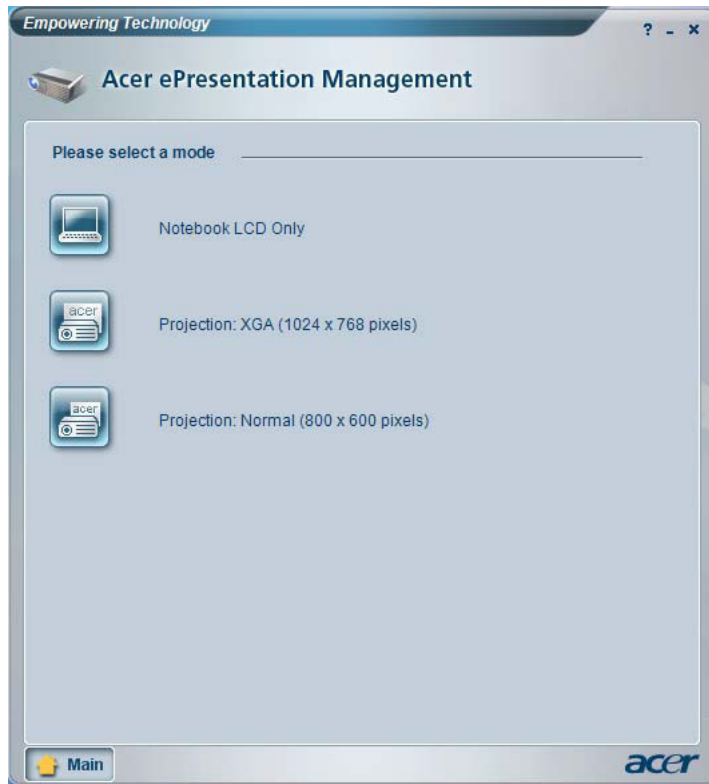 Empowering Technology
? - ×
Acer ePresentation Management
Please select a mode
Notebook LCD Only
acer
Projection: XGA (1024 x 768 pixels)
acer
Projection: Normal (800 x 600 pixels)
Main
acer